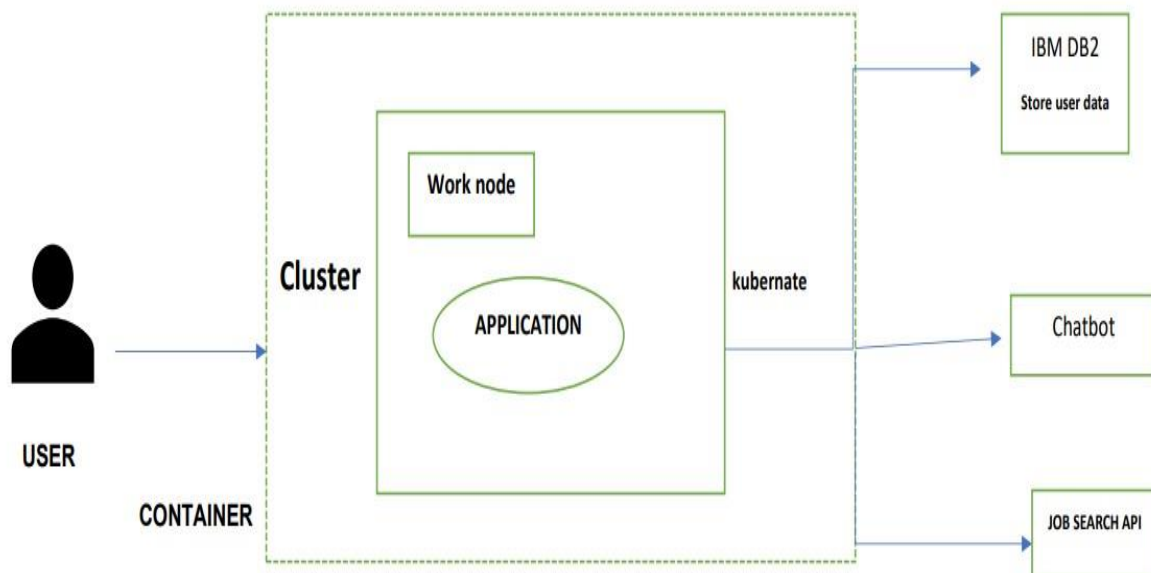 IBM DB2
Store user data
Work node
Cluster
kubernate
APPLICATION
Chatbot
USER
CONTAINER
JOB SEARCH API